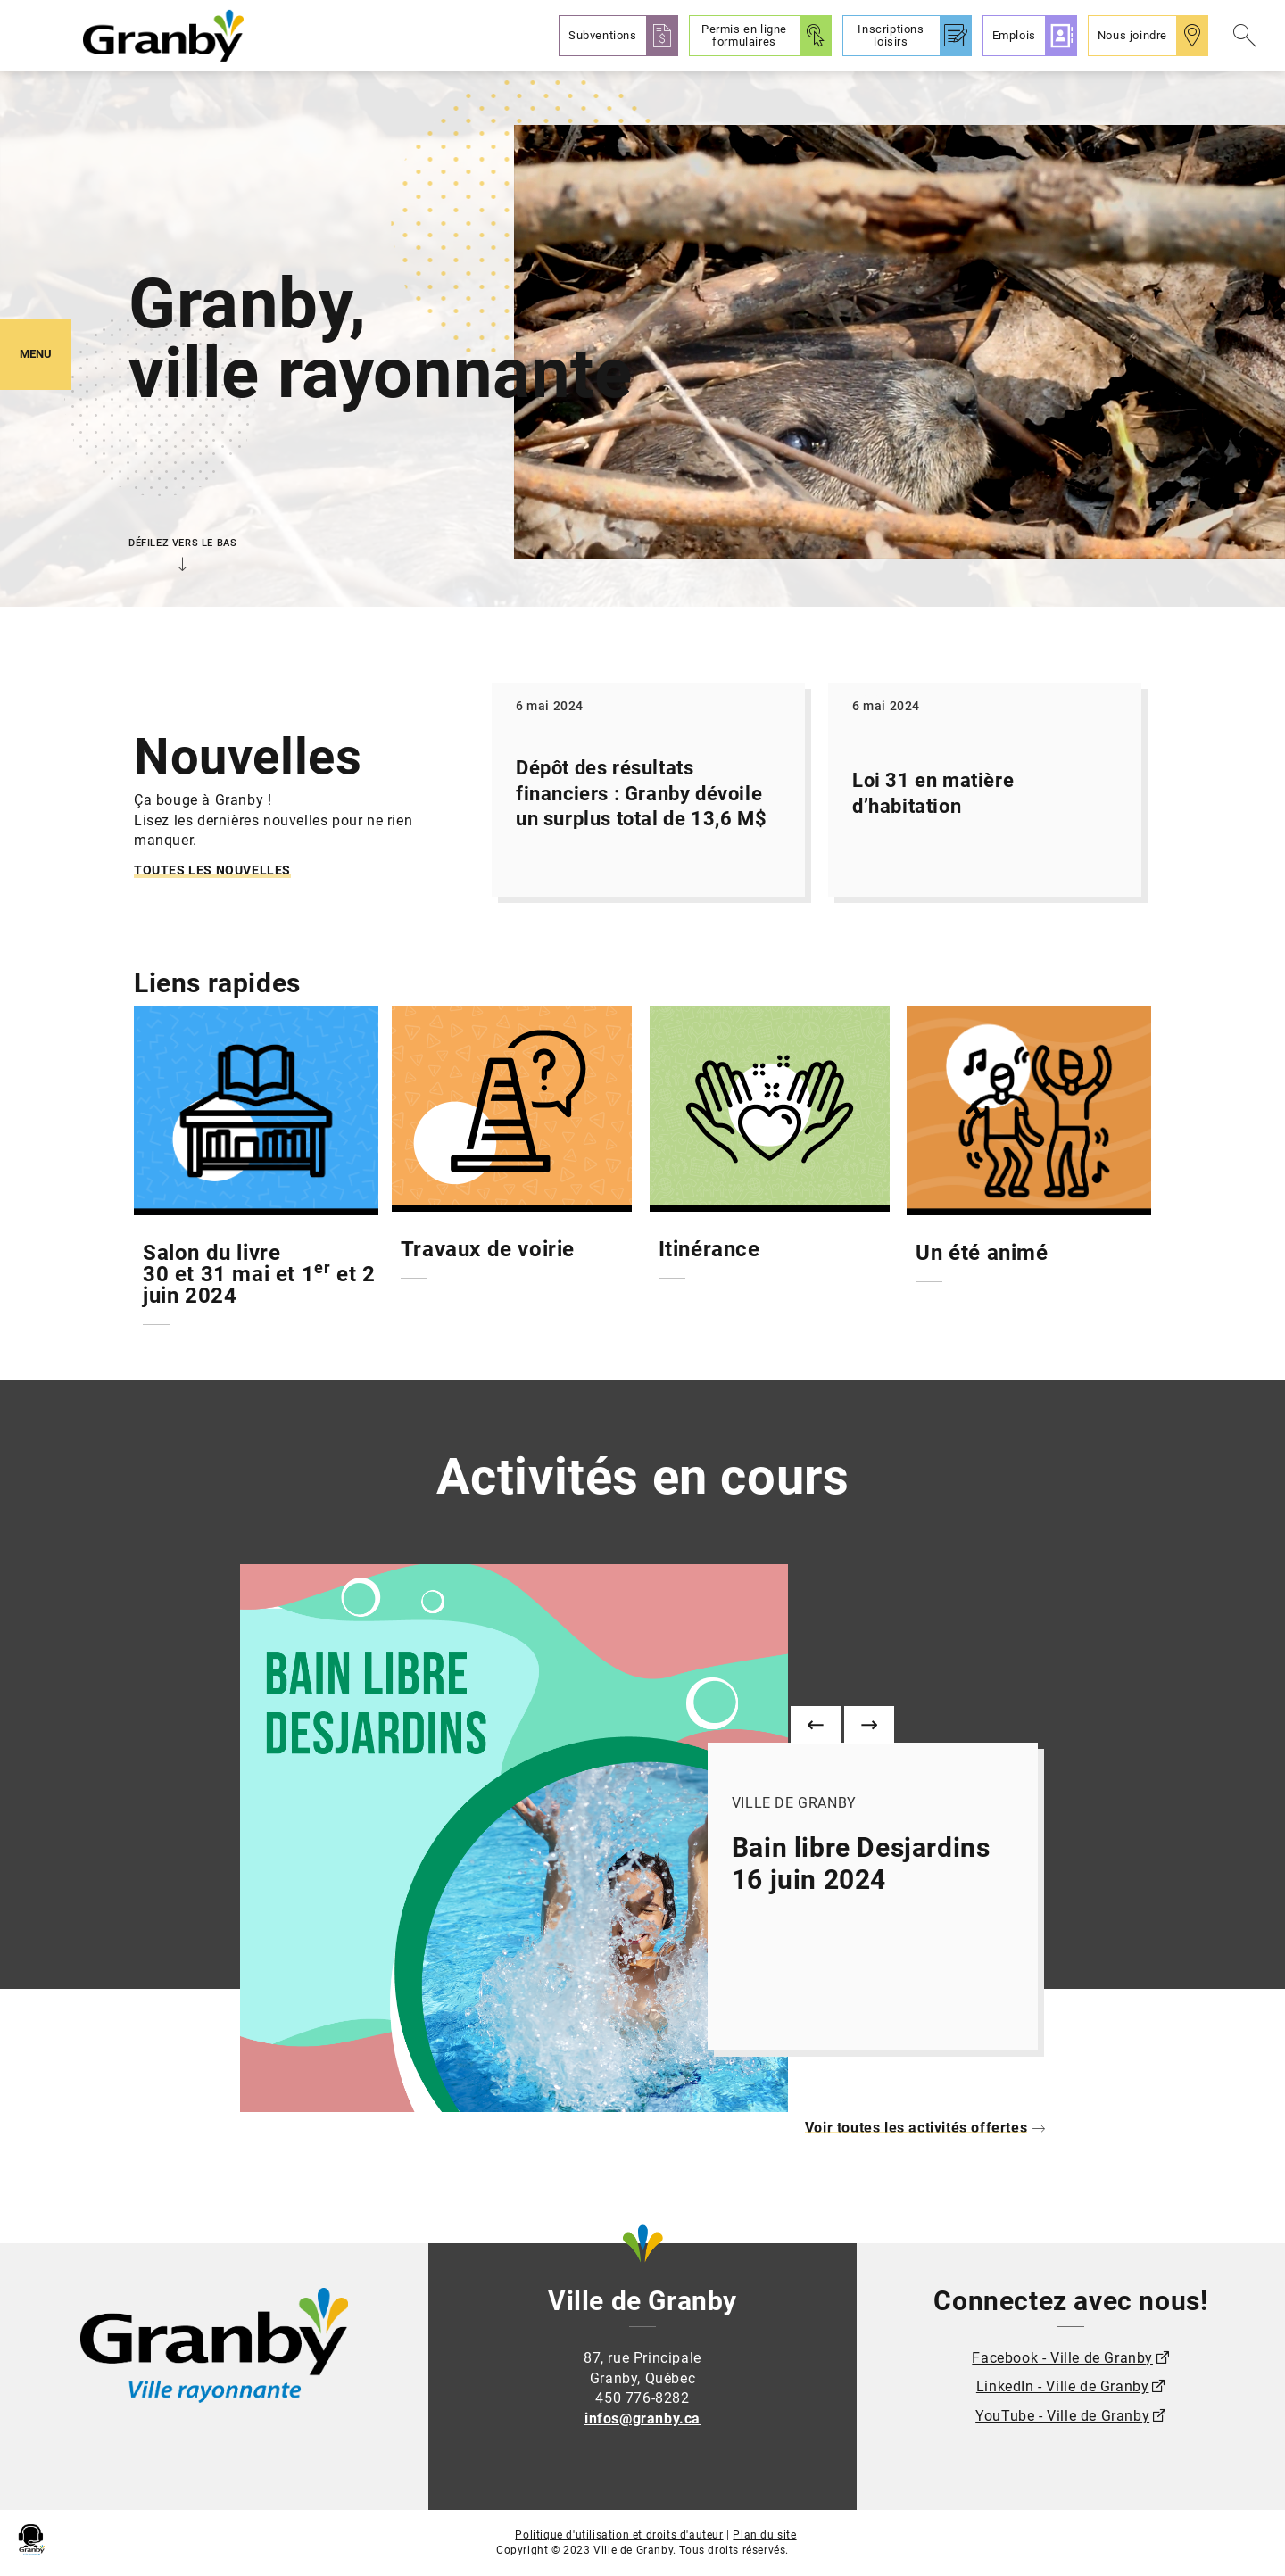 Granby
Subventions
Permis en ligne
formulaires
Inscriptions
loisirs
Emplois
Nous joindre
MENU
Granby,
ville rayonnante
DÉFILEZ VERS LE BAS
Nouvelles
Ça bouge à Granby !
Lisez les dernières nouvelles pour ne rien
manquer.
TOUTES LES NOUVELLES
6 mai 2024
Dépôt des résultats
financiers : Granby dévoile
un surplus total de 13,6 M$
6 mai 2024
Loi 31 en matière
d’habitation
Liens rapides
Salon du livre
30 et 31 mai et 1er et 2
juin 2024
Travaux de voirie
Itinérance
Un été animé
Activités en cours
BAIN LIBRE
DESJARDINS
VILLE DE GRANBY
Bain libre Desjardins
16 juin 2024
Voir toutes les activités offertes
Granby
Ville rayonnante
Ville de Granby
87, rue Principale
Granby, Québec
450 776-8282
infos@granby.ca
Connectez avec nous!
Facebook - Ville de Granby
LinkedIn - Ville de Granby
YouTube - Ville de Granby
Granby
Politique d'utilisation et droits d'auteur | Plan du site
Copyright © 2023 Ville de Granby. Tous droits réservés.